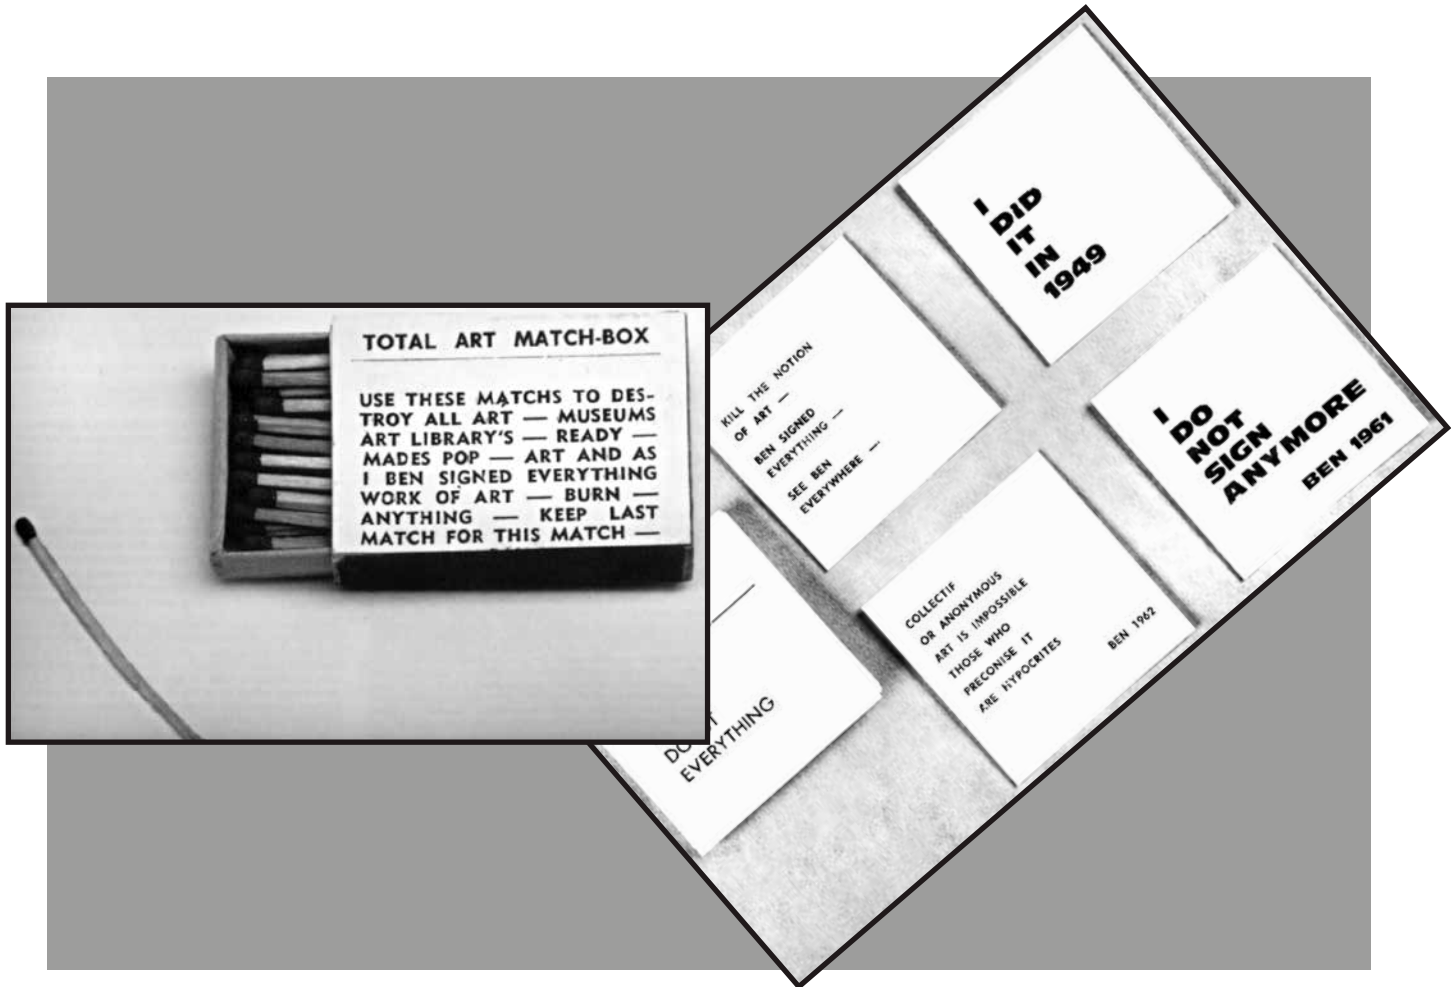 TOTAL ART MATCH-BOX
USE THESE MATCHS TO DES-
TROY ALL ART — MUSEUMS
ART LIBRARY'S — READY —
MADES POP — ART AND AS
I BEN SIGNED EVERYTHING
WORK OF ART — BURN —
ANYTHING — KEEP LAST
MATCH FOR THIS MATCH —
I
DID
IT
IN
1949
KILL THE NOTION
OF ART —
BEN SIGNED
EVERYTHING —
SEE BEN
EVERYWHERE —
I
DO
NOT
SIGN
ANYMORE
BEN 1961
COLLECTIF
OR ANONYMOUS
ART IS IMPOSSIBLE
THOSE WHO
PRECONISE IT
ARE HYPOCRITES
BEN 1962
EVERYTHING